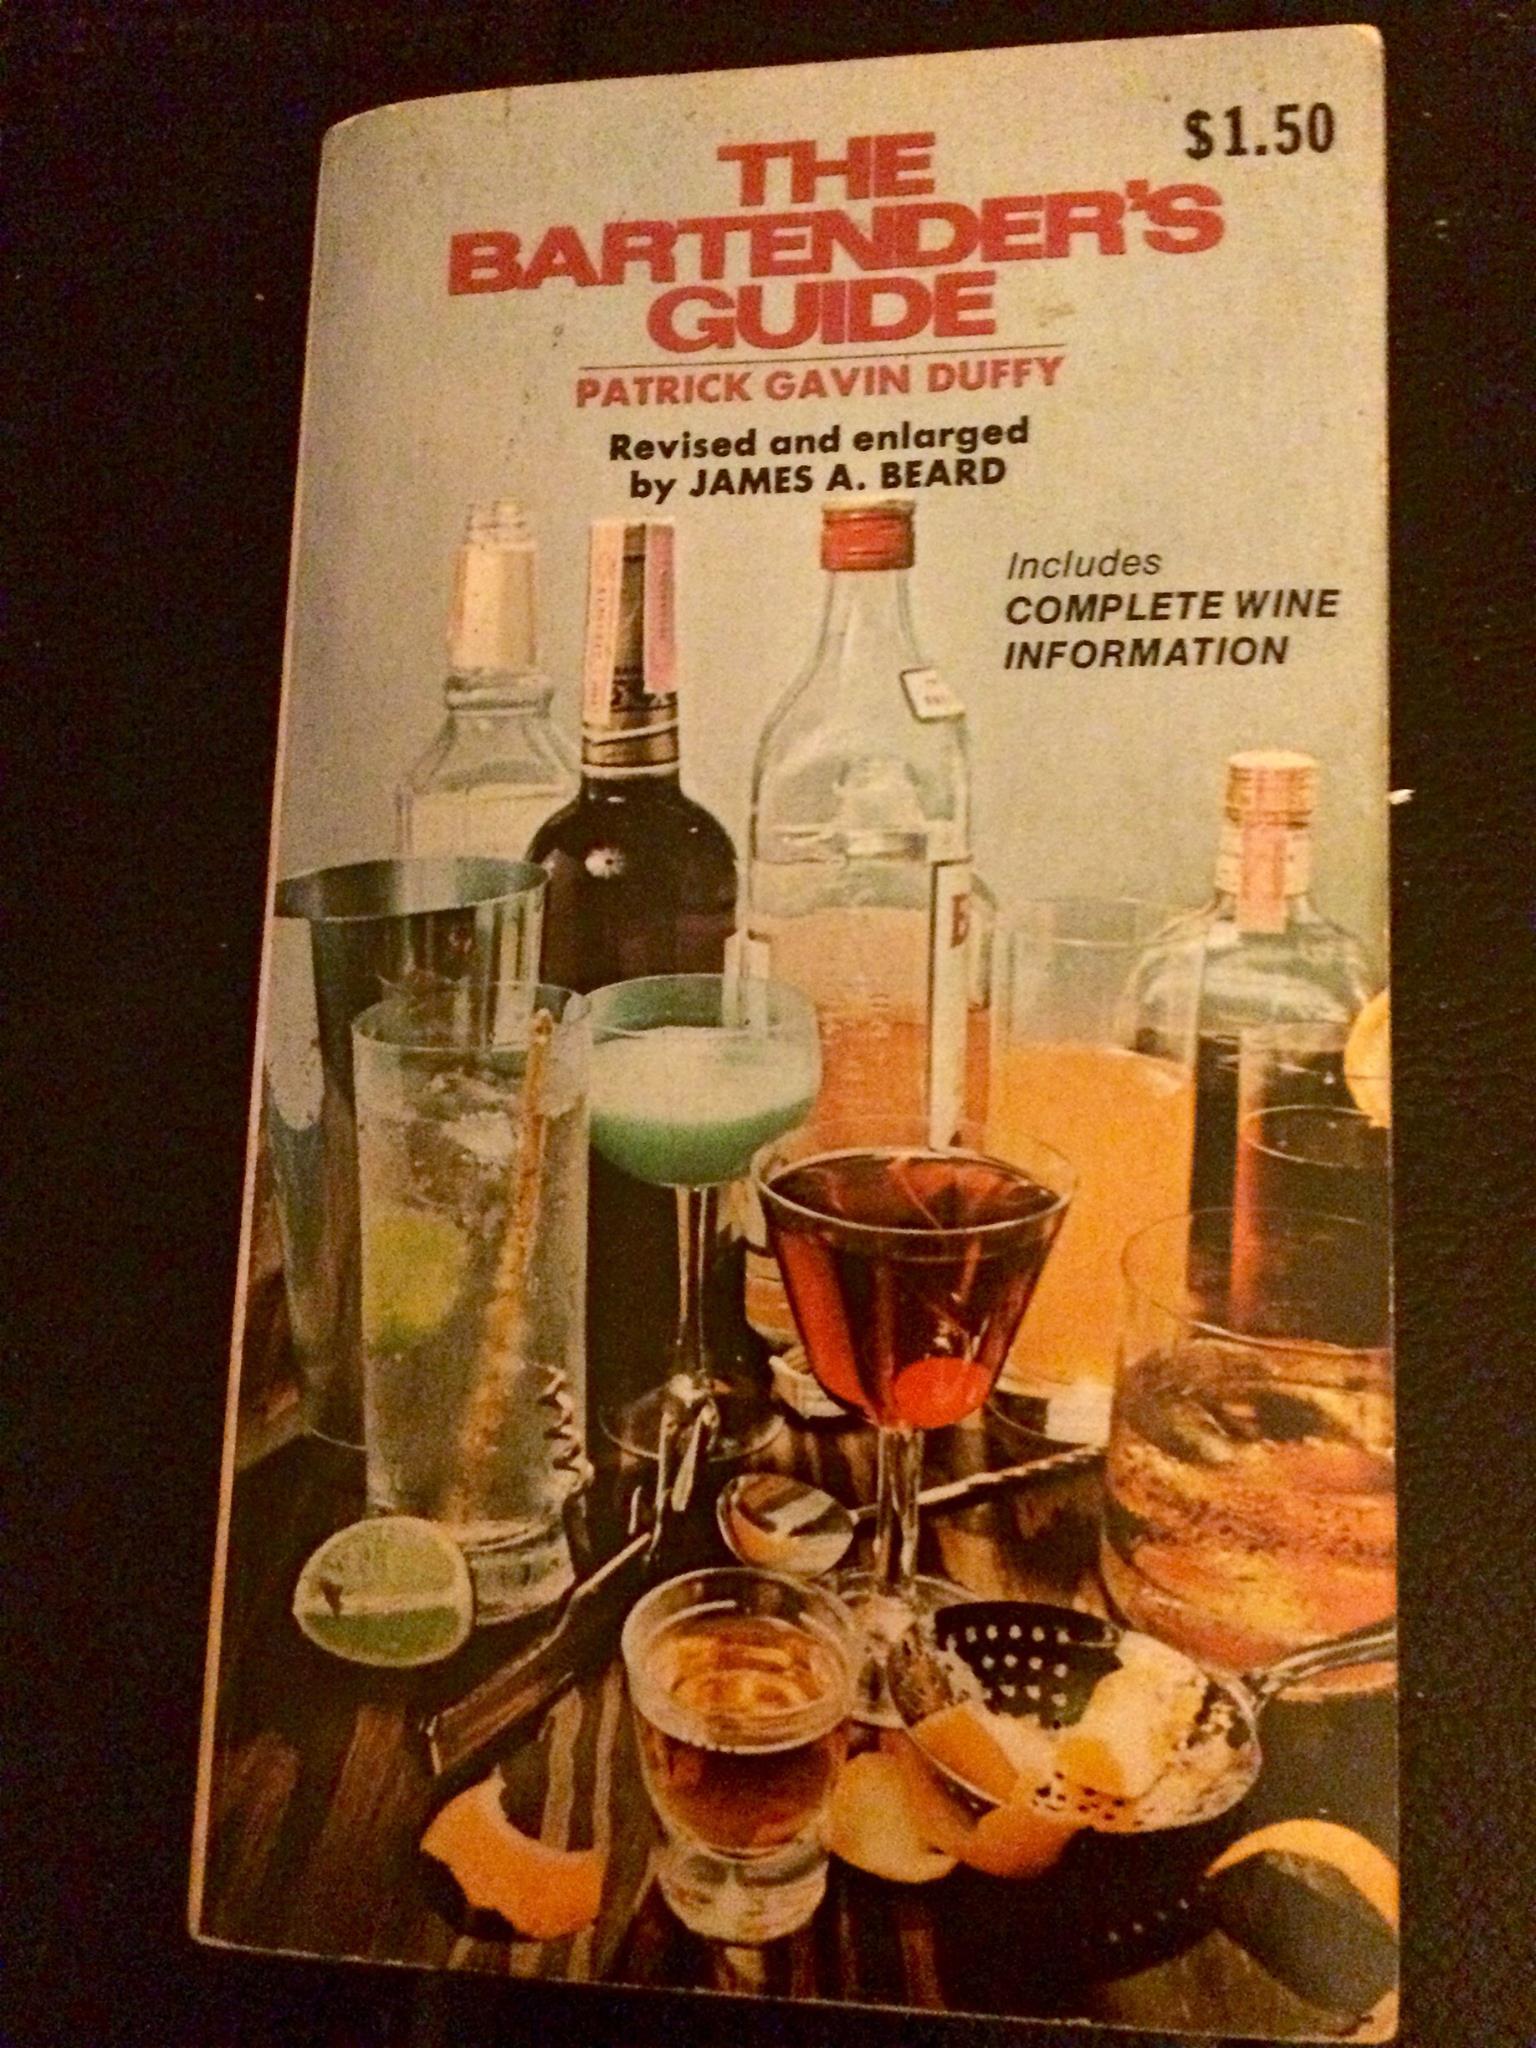 $1.50
THE
BARTENDER'S
GUIDE
PATRICK GAVIN DUFFY
Revised and enlarged
by JAMES A. BEARD
Includes
COMPLETE WINE
INFORMATION